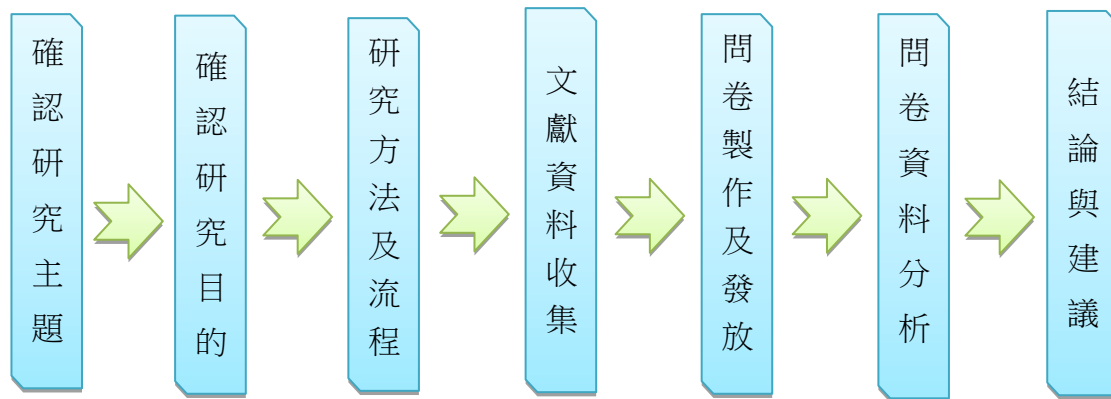 確認研究主題
確認研究目的
研究方法及流程
文獻資料收集
問卷製作及發放
問卷資料分析
結論與建議